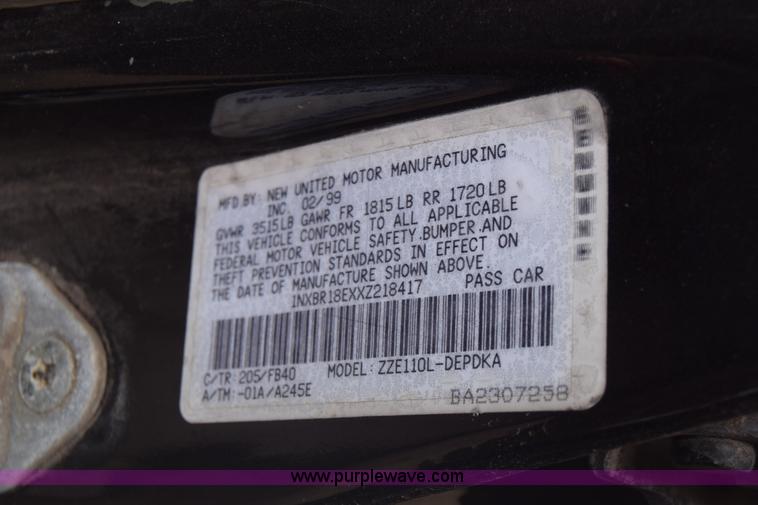 MFD.BY: NEW UNITED MOTOR MANUFACTURING
INC. 02/99
GVWR 3515LB GAWR FR 1815LB RR 1720LB
THIS VEHICLE CONFORMS TO ALL APPLICABLE
FEDERAL MOTOR VEHICLE SAFETY,BUMPER,AND
THEFT PREVENTION STANDARDS IN EFFECT ON
THE DATE OF MANUFACTURE SHOWN ABOVE.
1NXBR18EXXZ218417 PASS CAR
C/TR:205/FB40 MODEL: ZZE110L-DEPDKA
A/TM:-01A/A245E
BA2307258
www.purplewave.com